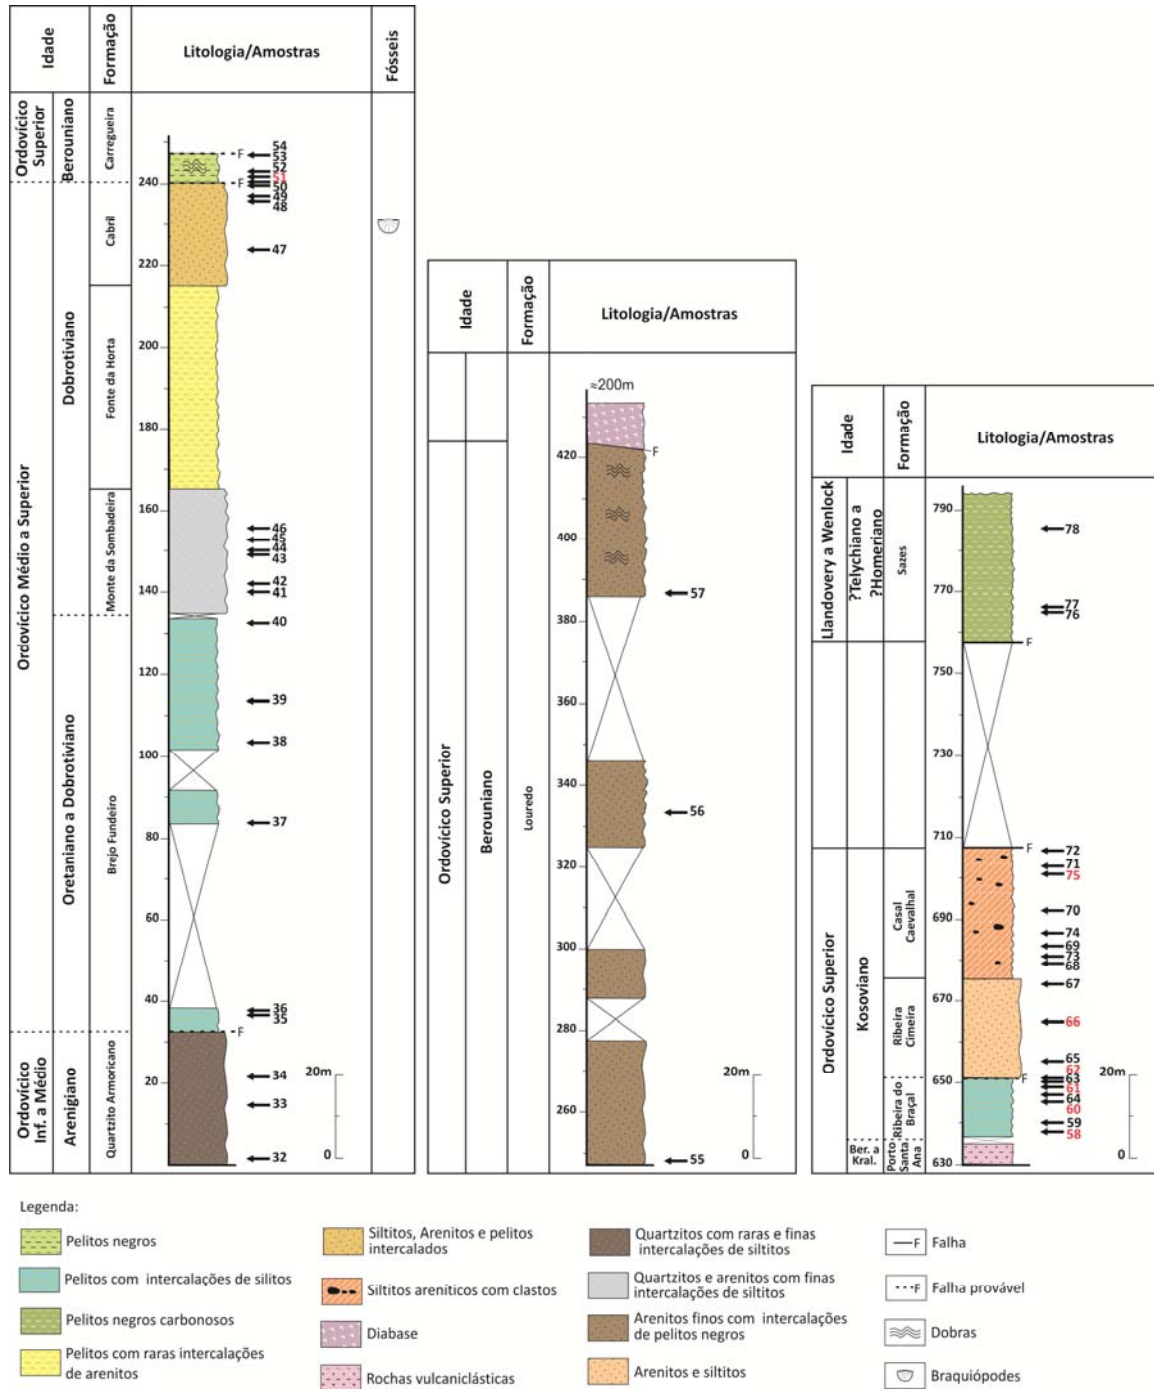 Idade
Formação
Litologia/Amostras
Fósseis
Ordovícico Superior
Berouniano
Carregueira
Ordovícico Médio a Superior
Dobrotiviano
Cabril
Fonte da Horta
Monte da Sombadeira
Oretaniano a Dobrotiviano
Brejo Fundeiro
Ordovícico Inf. a Médio
Arenigiano
Quartzito Armoricano
240
220
200
180
160
140
120
100
80
60
40
20
F
F
F
54
53
52
51
50
49
48
47
46
45
44
43
42
41
40
39
38
37
36
35
34
33
32
20m
0
Idade
Formação
Litologia/Amostras
Ordovícico Superior
Berouniano
Louredo
≈200m
420
400
380
360
340
320
300
280
260
F
57
56
55
20m
0
Idade
Formação
Litologia/Amostras
Llandovery a Wenlock
?Telychiano a
?Homeriano
Sazes
Ordovícico Superior
Kosoviano
Casal
Caevalhal
Ribeira
Cimeira
Ribeira do
Braçal
Ber. a
Kral.
Porto
Santa
Ana
790
770
750
730
710
690
670
650
630
F
F
F
78
77
76
72
71
75
70
74
69
73
68
67
66
65
62
63
61
64
60
59
58
20m
0
Legenda:
Pelitos negros
Pelitos com intercalações de silitos
Pelitos negros carbonosos
Pelitos com raras intercalações
de arenitos
Siltitos, Arenitos e pelitos
intercalados
Siltitos areníticos com clastos
Diabase
Rochas vulcaniclásticas
Quartzitos com raras e finas
intercalações de siltitos
Quartzitos e arenitos com finas
intercalações de siltitos
Arenitos finos com intercalações
de pelitos negros
Arenitos e siltitos
F Falha
F Falha provável
Dobras
Braquiópodes